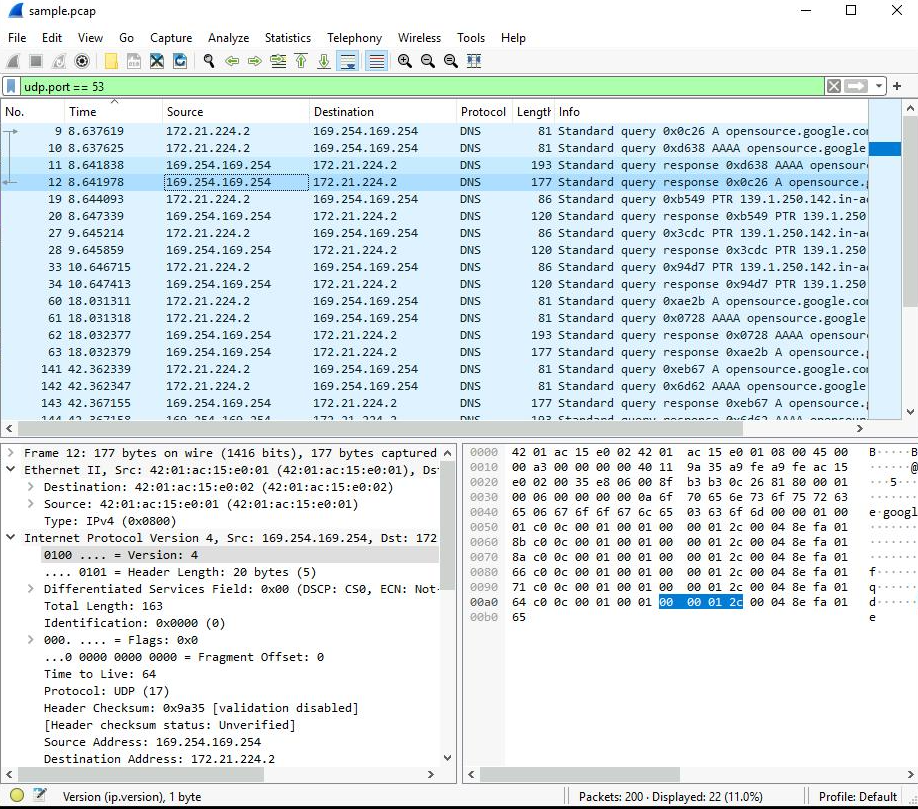 sample.pcap
File Edit View Go Capture Analyze Statistics Telephony Wireless Tools Help
udp.port == 53
No. Time Source Destination Protocol Length Info
9 8.637619 172.21.224.2 169.254.169.254 DNS 81 Standard query 0x0c26 A opensource.google.com
10 8.637625 172.21.224.2 169.254.169.254 DNS 81 Standard query 0xd638 AAAA opensource.google
11 8.641838 169.254.169.254 172.21.224.2 DNS 193 Standard query response 0xd638 AAAA opensour
12 8.641978 169.254.169.254 172.21.224.2 DNS 177 Standard query response 0x0c26 A opensource.g
19 8.644093 172.21.224.2 169.254.169.254 DNS 86 Standard query 0xb549 PTR 139.1.250.142.in-ad
20 8.647339 169.254.169.254 172.21.224.2 DNS 120 Standard query response 0xb549 PTR 139.1.250
27 9.645214 172.21.224.2 169.254.169.254 DNS 86 Standard query 0x3cdc PTR 139.1.250.142.in-ad
28 9.645859 169.254.169.254 172.21.224.2 DNS 120 Standard query response 0x3cdc PTR 139.1.250
33 10.646715 172.21.224.2 169.254.169.254 DNS 86 Standard query 0x94d7 PTR 139.1.250.142.in-ad
34 10.647413 169.254.169.254 172.21.224.2 DNS 120 Standard query response 0x94d7 PTR 139.1.250
60 18.031311 172.21.224.2 169.254.169.254 DNS 81 Standard query 0xae2b A opensource.google.com
61 18.031318 172.21.224.2 169.254.169.254 DNS 81 Standard query 0x0728 AAAA opensource.google
62 18.032377 169.254.169.254 172.21.224.2 DNS 193 Standard query response 0x0728 AAAA opensour
63 18.032379 169.254.169.254 172.21.224.2 DNS 177 Standard query response 0xae2b A opensource.g
141 42.362339 172.21.224.2 169.254.169.254 DNS 81 Standard query 0xeb67 A opensource.google.com
142 42.362347 172.21.224.2 169.254.169.254 DNS 81 Standard query 0x6d62 AAAA opensource.google
143 42.367155 169.254.169.254 172.21.224.2 DNS 177 Standard query response 0xeb67 A opensource.g
144 42.367158 169.254.169.254 172.21.224.2 DNS 193 Standard query response 0x6d62 AAAA opensour
Frame 12: 177 bytes on wire (1416 bits), 177 bytes captured
Ethernet II, Src: 42:01:ac:15:e0:01 (42:01:ac:15:e0:01), Ds
Destination: 42:01:ac:15:e0:02 (42:01:ac:15:e0:02)
Source: 42:01:ac:15:e0:01 (42:01:ac:15:e0:01)
Type: IPv4 (0x0800)
Internet Protocol Version 4, Src: 169.254.169.254, Dst: 172
0100 .... = Version: 4
.... 0101 = Header Length: 20 bytes (5)
Differentiated Services Field: 0x00 (DSCP: CS0, ECN: Not-
Total Length: 163
Identification: 0x0000 (0)
000. .... = Flags: 0x0
...0 0000 0000 0000 = Fragment Offset: 0
Time to Live: 64
Protocol: UDP (17)
Header Checksum: 0x9a35 [validation disabled]
[Header checksum status: Unverified]
Source Address: 169.254.169.254
Destination Address: 172.21.224.2
0000 42 01 ac 15 e0 02 42 01 ac 15 e0 01 08 00 45 00 B·····B
0010 00 a3 00 00 00 00 40 11 9a 35 a9 fe a9 fe ac 15 ······@
0020 e0 02 00 35 e8 06 00 8f b3 b3 0c 26 81 80 00 01 ···5···
0030 00 06 00 00 00 00 0a 6f 70 65 6e 73 6f 75 72 63
0040 65 06 67 6f 6f 67 6c 65 03 63 6f 6d 00 00 01 00 e·googl
0050 01 c0 0c 00 01 00 01 00 00 01 2c 00 04 8e fa 01
0060 8b c0 0c 00 01 00 01 00 00 01 2c 00 04 8e fa 01
0070 8a c0 0c 00 01 00 01 00 00 01 2c 00 04 8e fa 01
0080 66 c0 0c 00 01 00 01 00 00 01 2c 00 04 8e fa 01 f······
0090 71 c0 0c 00 01 00 01 00 00 01 2c 00 04 8e fa 01 q······
00a0 64 c0 0c 00 01 00 01 00 00 01 2c 00 04 8e fa 01 d······
00b0 65 e
Version (ip.version), 1 byte Packets: 200 · Displayed: 22 (11.0%) Profile: Default